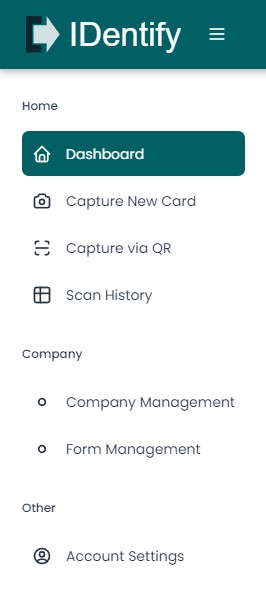 IDentify
Home
Dashboard
Capture New Card
Capture via QR
Scan History
Company
Company Management
Form Management
Other
Account Settings